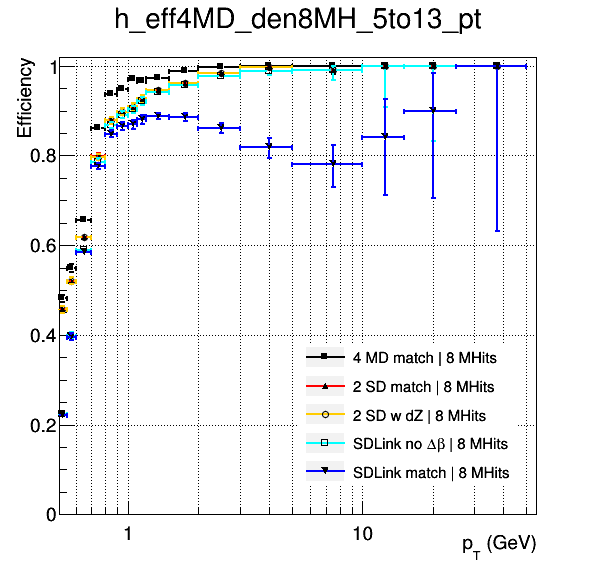 h_eff4MD_den8MH_5to13_pt
Efficiency
1
0.8
0.6
0.4
0.2
0
4 MD match | 8 MHits
2 SD match | 8 MHits
2 SD w dZ | 8 MHits
SDLink no Δβ | 8 MHits
SDLink match | 8 MHits
1
10
p_T (GeV)